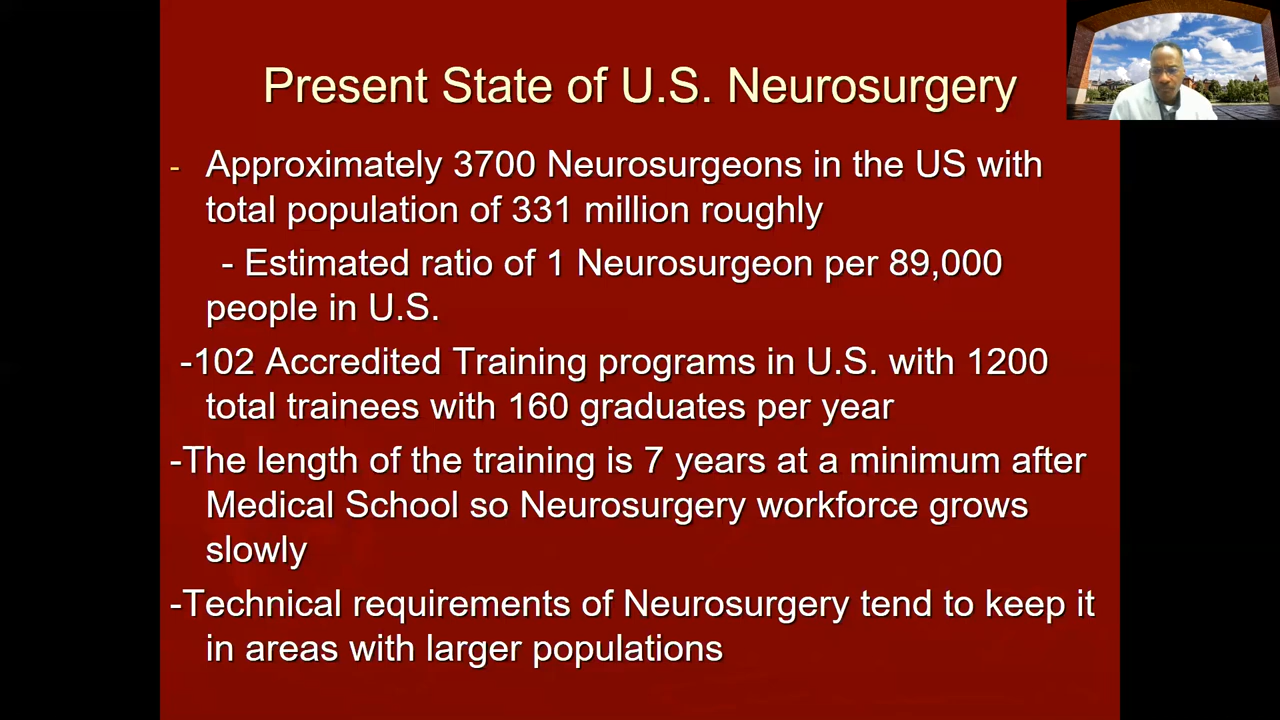 Present State of U.S. Neurosurgery
- Approximately 3700 Neurosurgeons in the US with
total population of 331 million roughly
- Estimated ratio of 1 Neurosurgeon per 89,000
people in U.S.
-102 Accredited Training programs in U.S. with 1200
total trainees with 160 graduates per year
-The length of the training is 7 years at a minimum after
Medical School so Neurosurgery workforce grows
slowly
-Technical requirements of Neurosurgery tend to keep it
in areas with larger populations